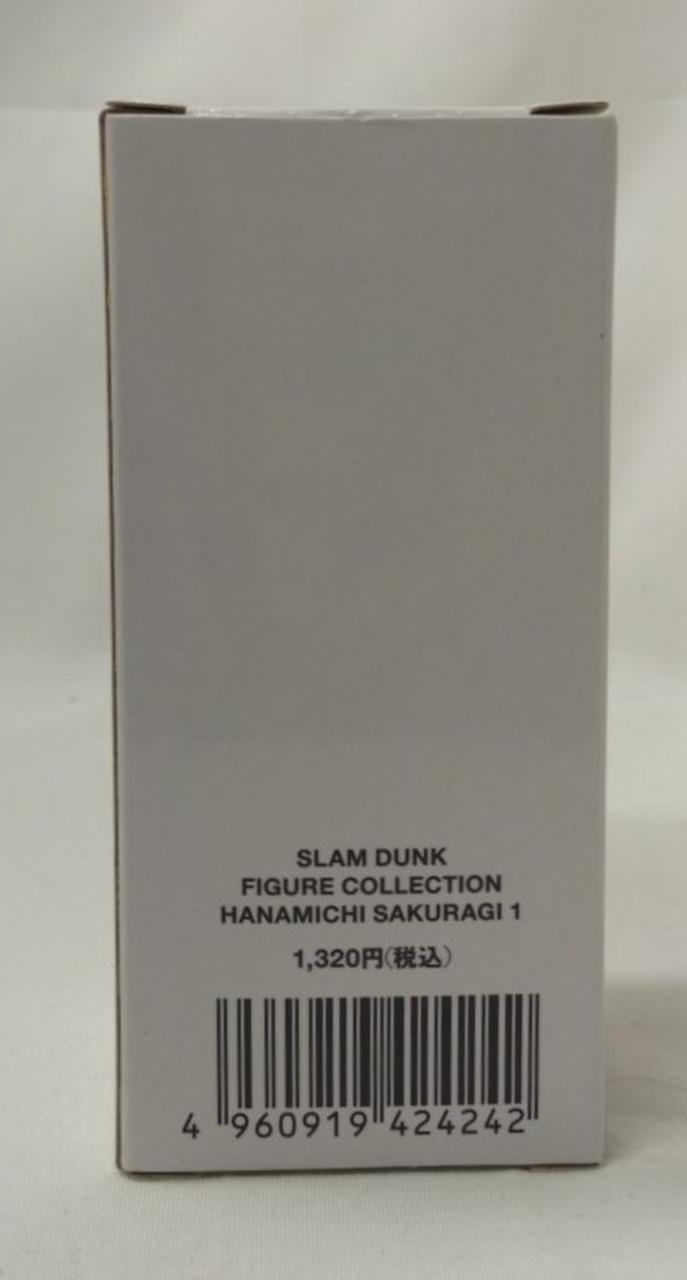 SLAM DUNK
FIGURE COLLECTION
HANAMICHI SAKURAGI 1
1,320円(税込)
4 960919 424242